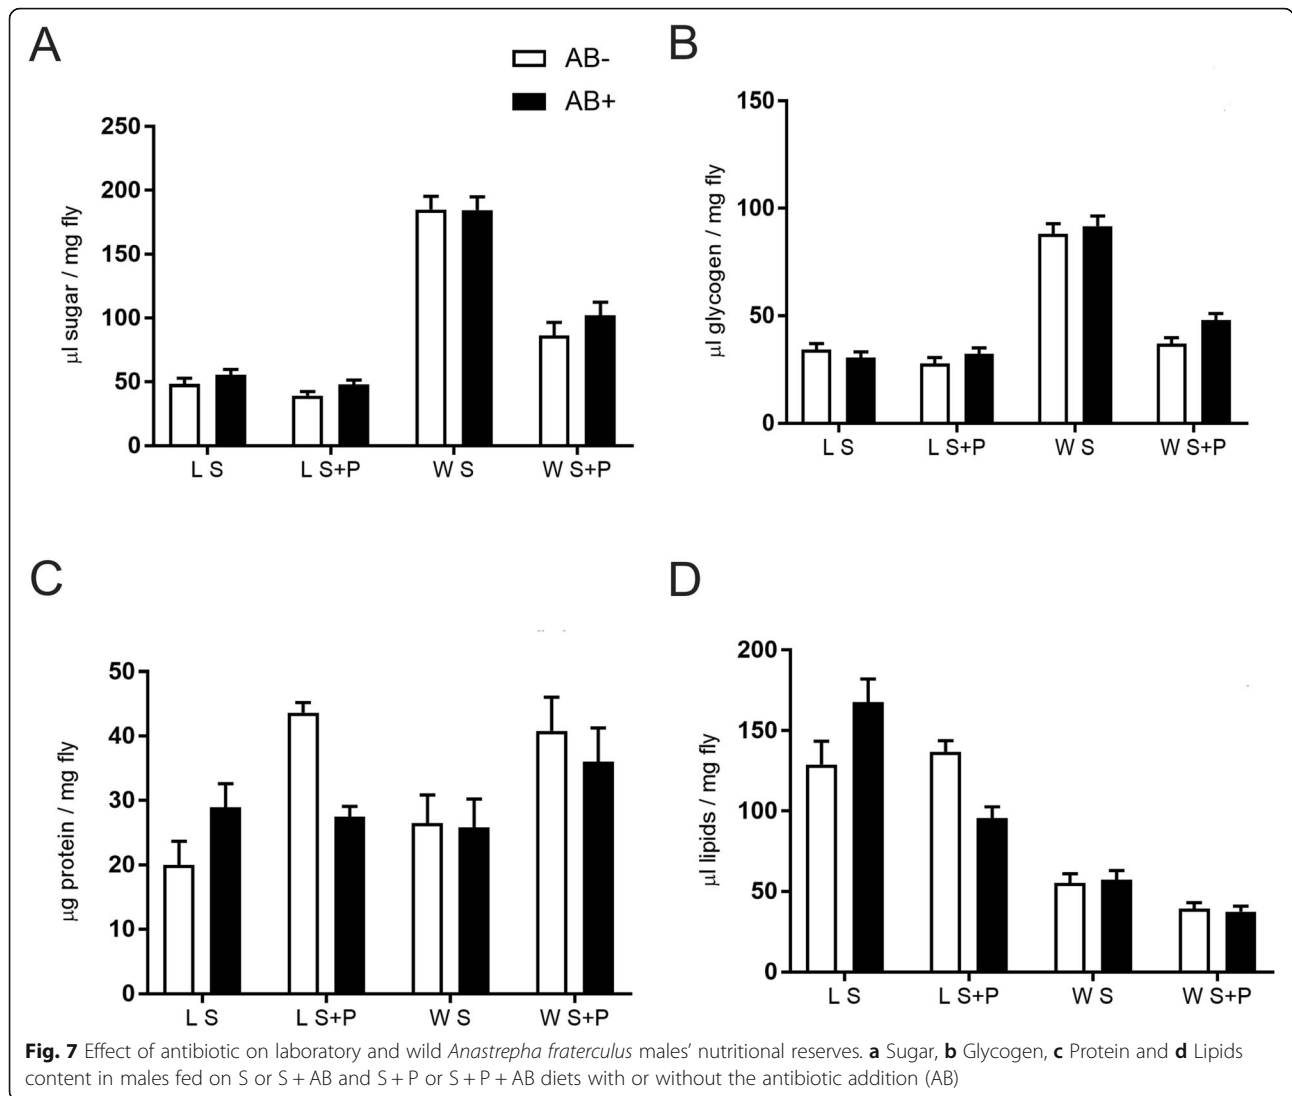 A
AB-
AB+
250
200
150
100
50
0
µl sugar / mg fly
L S
L S+P
W S
W S+P
B
150
100
50
0
µl glycogen / mg fly
L S
L S+P
W S
W S+P
C
50
40
30
20
10
0
µg protein / mg fly
L S
L S+P
W S
W S+P
D
200
150
100
50
0
µl lipids / mg fly
L S
L S+P
W S
W S+P
Fig. 7 Effect of antibiotic on laboratory and wild Anastrepha fraterculus males' nutritional reserves. a Sugar, b Glycogen, c Protein and d Lipids
content in males fed on S or S + AB and S + P or S + P + AB diets with or without the antibiotic addition (AB)